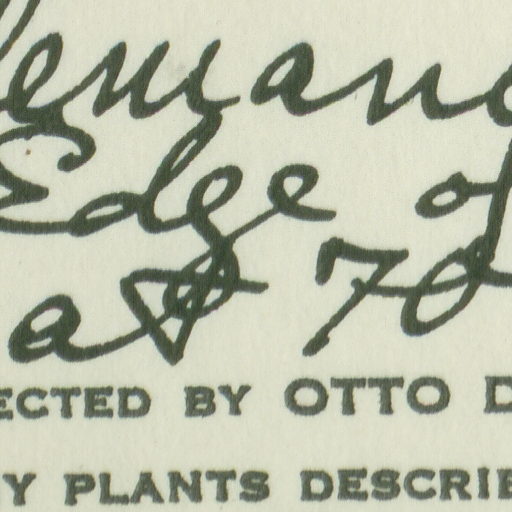 Edge of
at 70
ECTED BY OTTO D
Y PLANTS DESCRIB